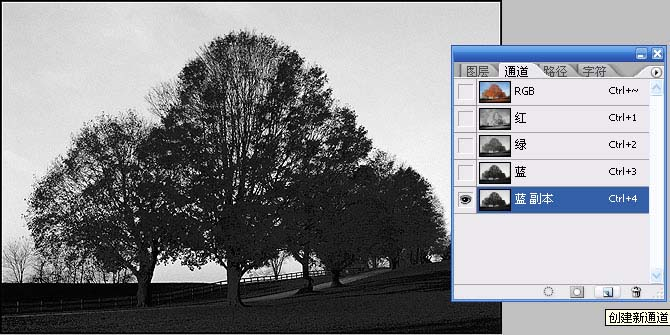 图层 通道 路径 字符
RGB Ctrl+~
红 Ctrl+1
绿 Ctrl+2
蓝 Ctrl+3
蓝 副本 Ctrl+4
创建新通道